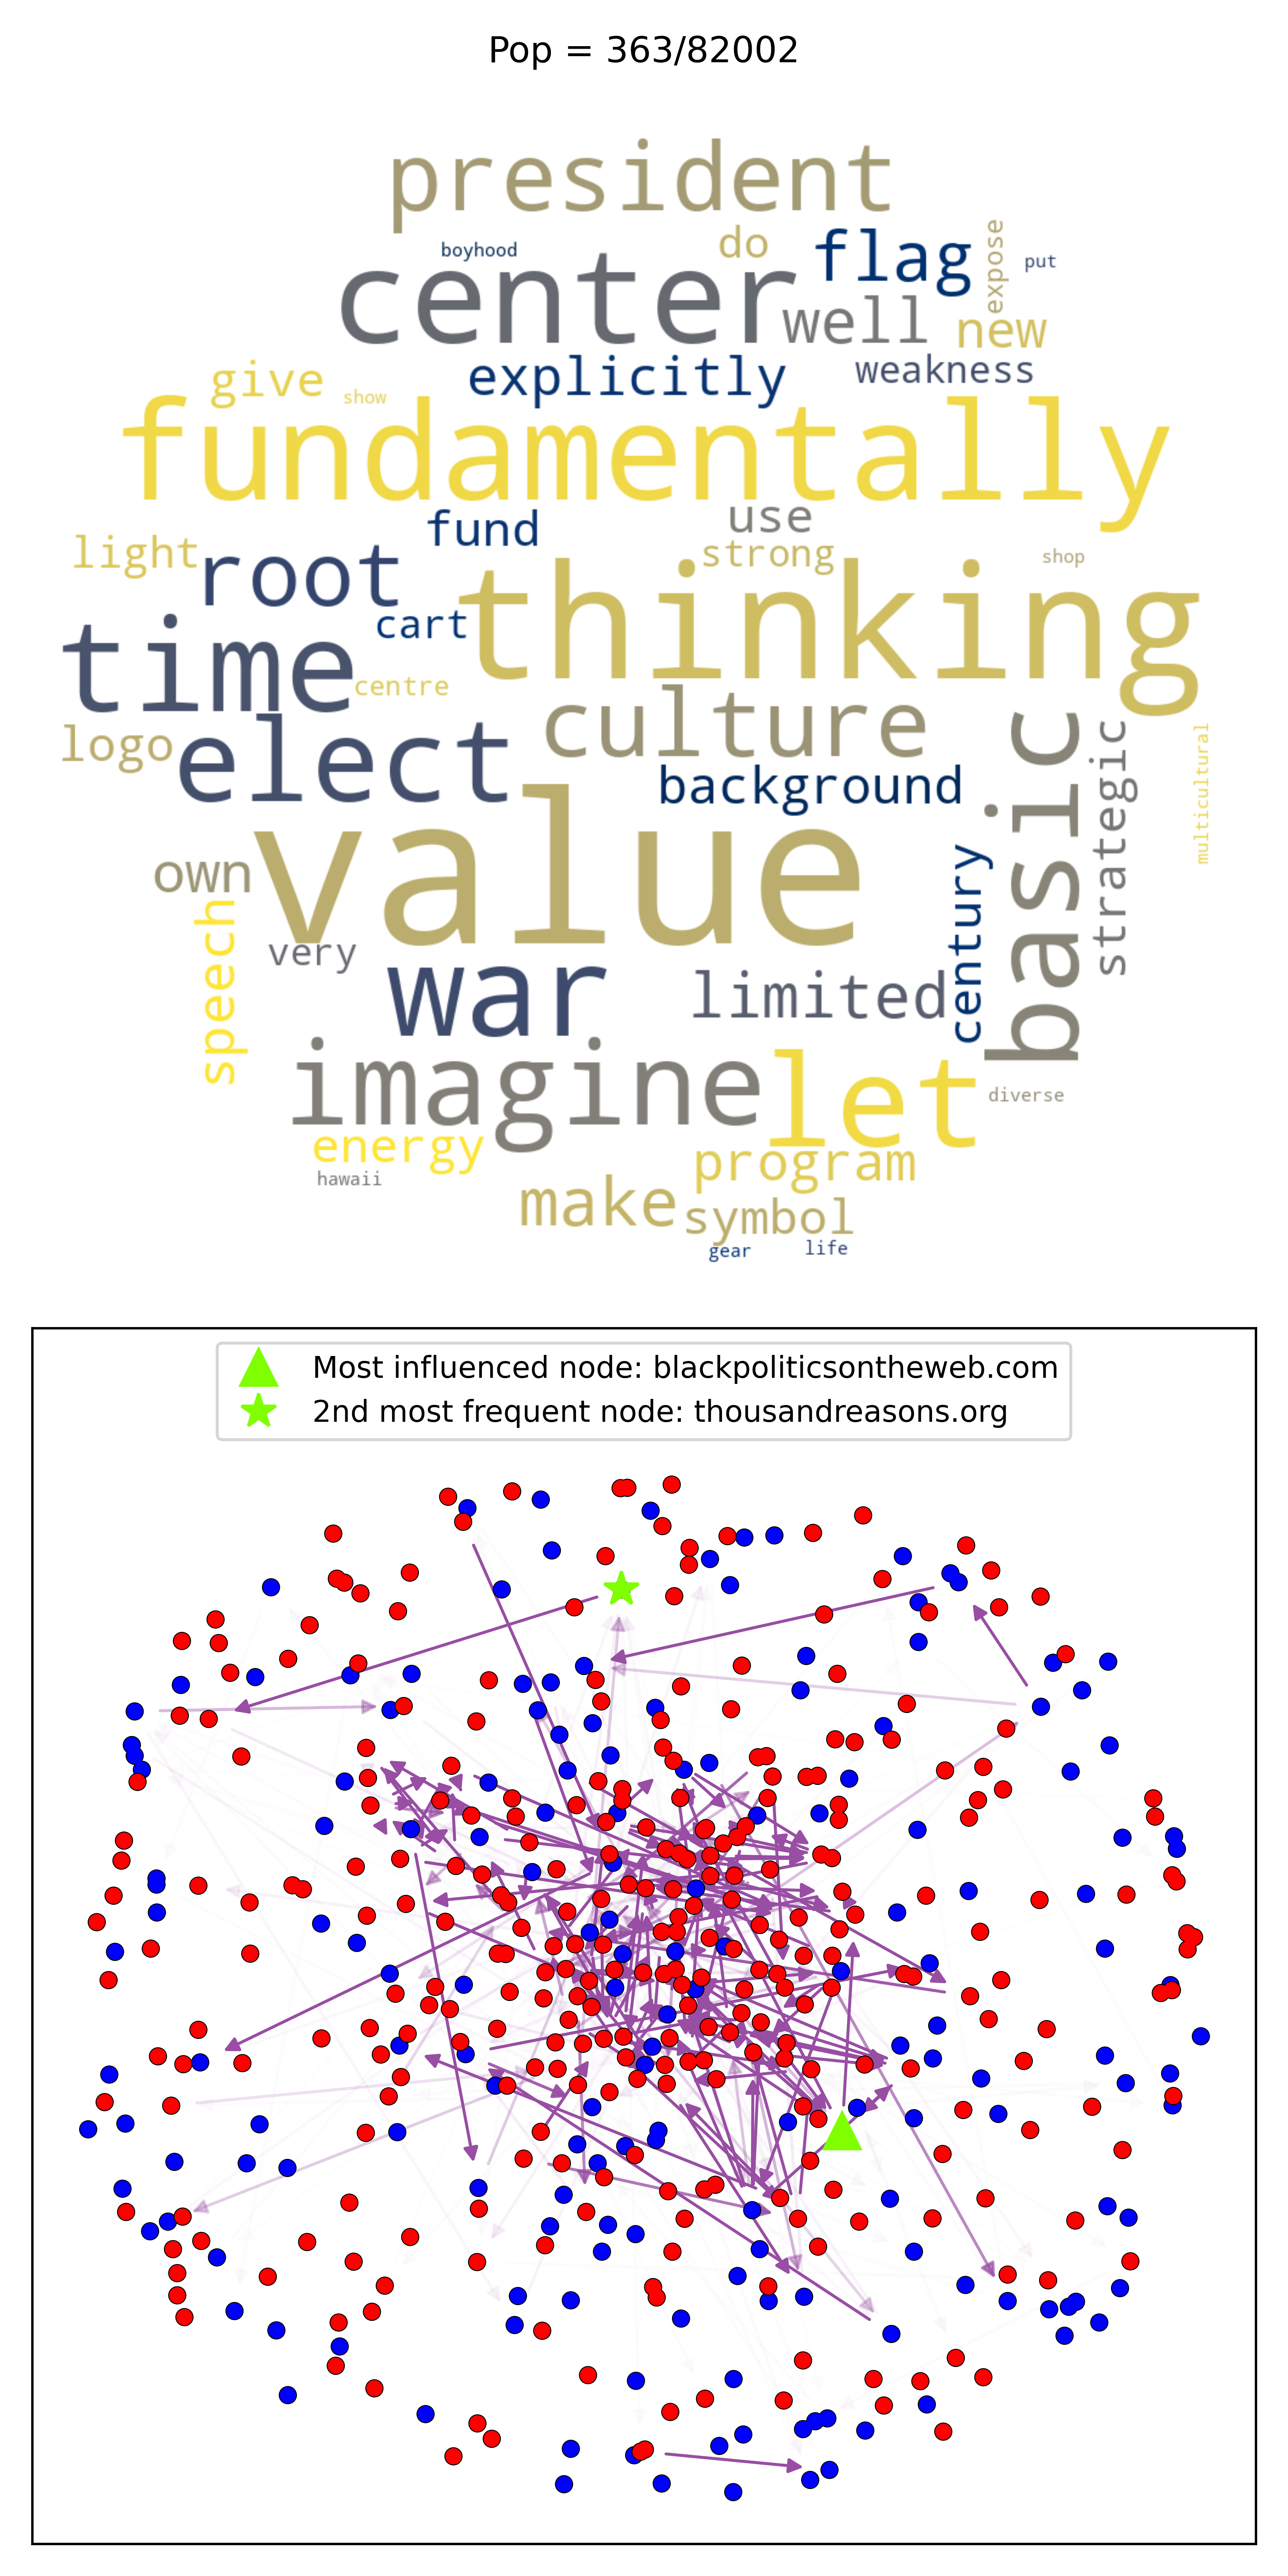 Pop = 363/82002
president
boyhood
do
flag
expose
put
center
well
new
explicitly
weakness
give
show
fundamentally
fund
use
light
strong
shop
root
thinking
cart
time
centre
culture
logo
elect
background
basic
strategic
multicultural
value
own
century
speech
very
war
limited
imagine
let
diverse
energy
program
hawaii
make
symbol
gear
life
Most influenced node: blackpoliticsontheweb.com
2nd most frequent node: thousandreasons.org